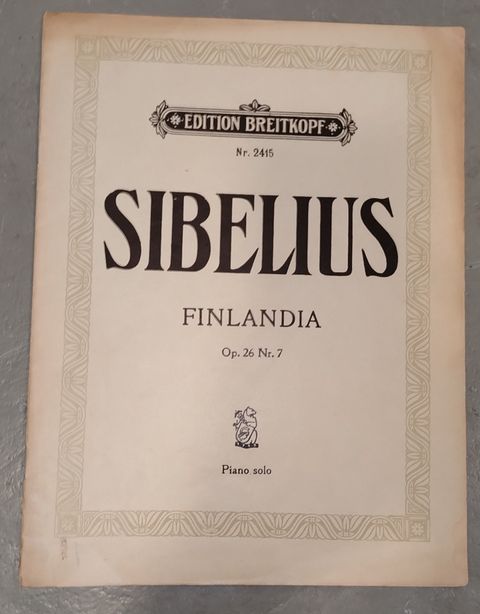 EDITION BREITKOPF
Nr. 2415
SIBELIUS
FINLANDIA
Op. 26 Nr. 7
Piano solo